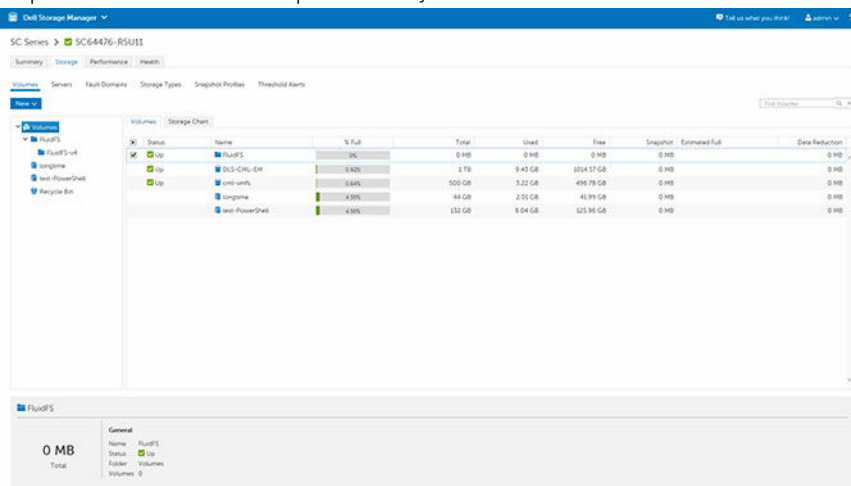 Dell Storage Manager
Tell us what you think!
admin
SC Series > SC64476-RSU11
Summary Storage Performance Health
Volumes Servers Fault Domains Storage Types Snapshot Profiles Threshold Alerts
New
Find Volumes
Volumes
FluidFS
FluidFS-v4
longtime
test-PowerShell
Recycle Bin
Volumes Storage Chart
Status Name % Full Total Used Free Snapshot Estimated Full Data Reduction
Up FluidFS 0% 0 MB 0 MB 0 MB 0 MB 0 MB
Up DLS-CML-EM 0.92% 1 TB 9.43 GB 1014.57 GB 0 MB 0 MB
Up cml-vmfs 0.64% 500 GB 3.22 GB 496.78 GB 0 MB 0 MB
longtime 4.56% 44 GB 2.01 GB 41.99 GB 0 MB 0 MB
test-PowerShell 4.56% 132 GB 6.04 GB 125.96 GB 0 MB 0 MB
FluidFS
0 MB
Total
General
Name FluidFS
Status Up
Folder Volumes
Volumes 0